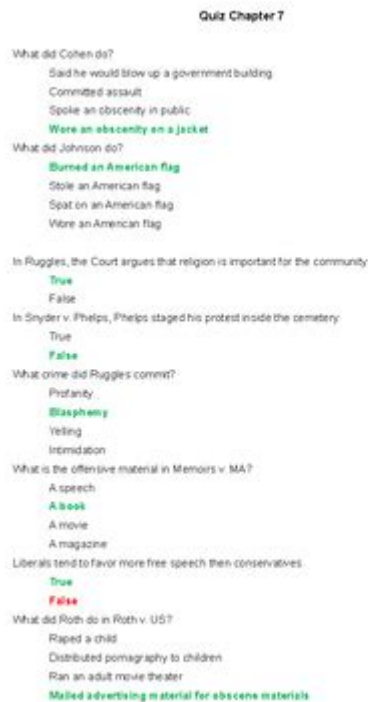 Quiz Chapter 7
What did Cohen do?
Said he would blow up a government building
Committed assault
Spoke an obscenity in public
Wore an obscenity on a jacket
What did Johnson do?
Burned an American flag
Stole an American flag
Spat on an American flag
Wore an American flag
In Ruggles, the Court argues that religion is important for the community
True
False
In Snyder v. Phelps, Phelps staged his protest inside the cemetery
True
False
What crime did Ruggles commit?
Profanity
Blasphemy
Yelling
Intimidation
What is the offensive material in Memoirs v. MA?
A speech
A book
A movie
A magazine
Liberals tend to favor more free speech then conservatives
True
False
What did Roth do in Roth v. US?
Raped a child
Distributed pornagraphy to children
Ran an adult movie theater
Mailed advertising material for obscene materials